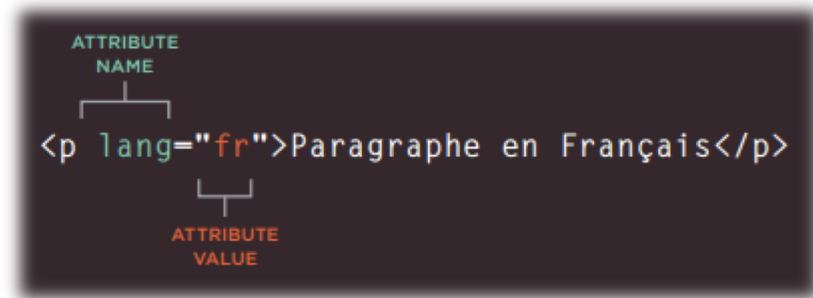 ATTRIBUTE
NAME
<p lang="fr">Paragraphe en Français</p>
ATTRIBUTE
VALUE